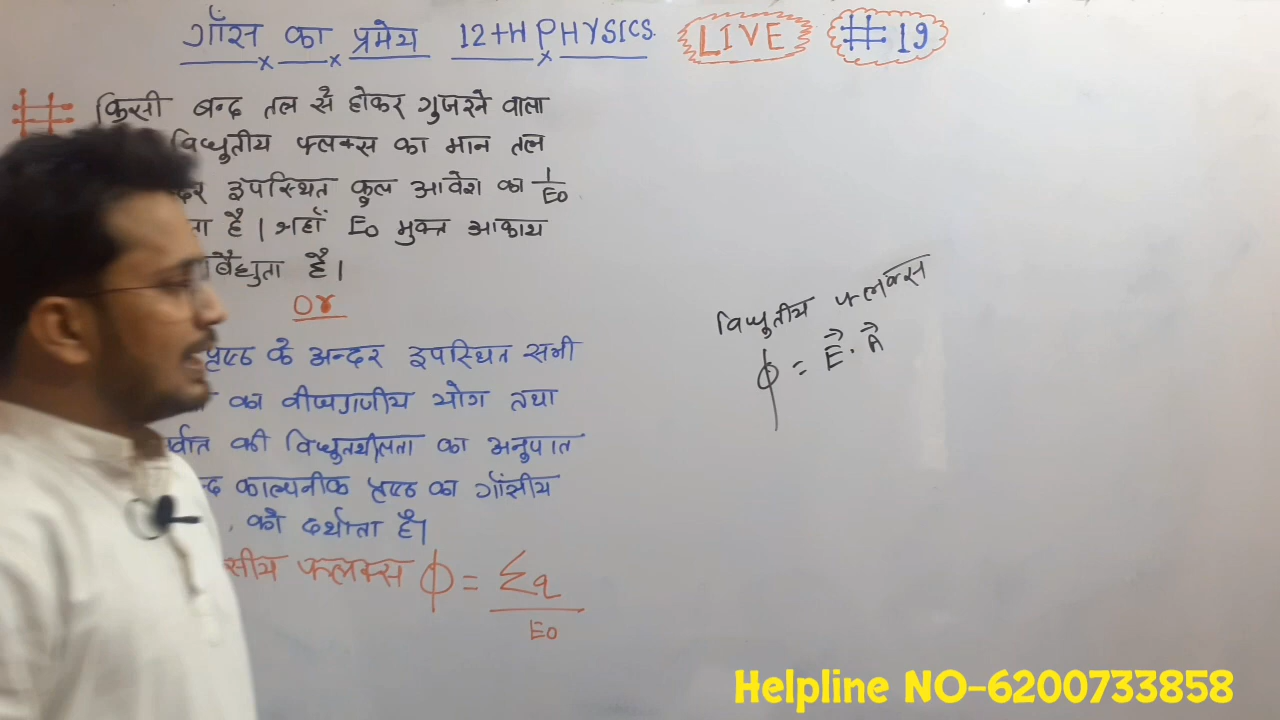 गॉस का प्रमेय 12TH PHYSICS. LIVE # 19
# किसी बन्द तल से होकर गुजरने वाला
विधुतीय फ्लक्स का मान तल
उपस्थित कुल आवेश का 1/E0
है । जहाँ E0 मुक्त आकाश
है।
Or
पृष्ठ के अन्दर उपस्थित सभी
का बीजगणीय योग तथा
की विधुतशीलता का अनुपात
काल्पनीक पृष्ठ का गॉसीय
को दर्शाता है।
फ्लक्स ϕ = Σq/E0
विधुतीय फ्लक्स
ϕ = E⃗ . A⃗
Helpline NO-6200733858